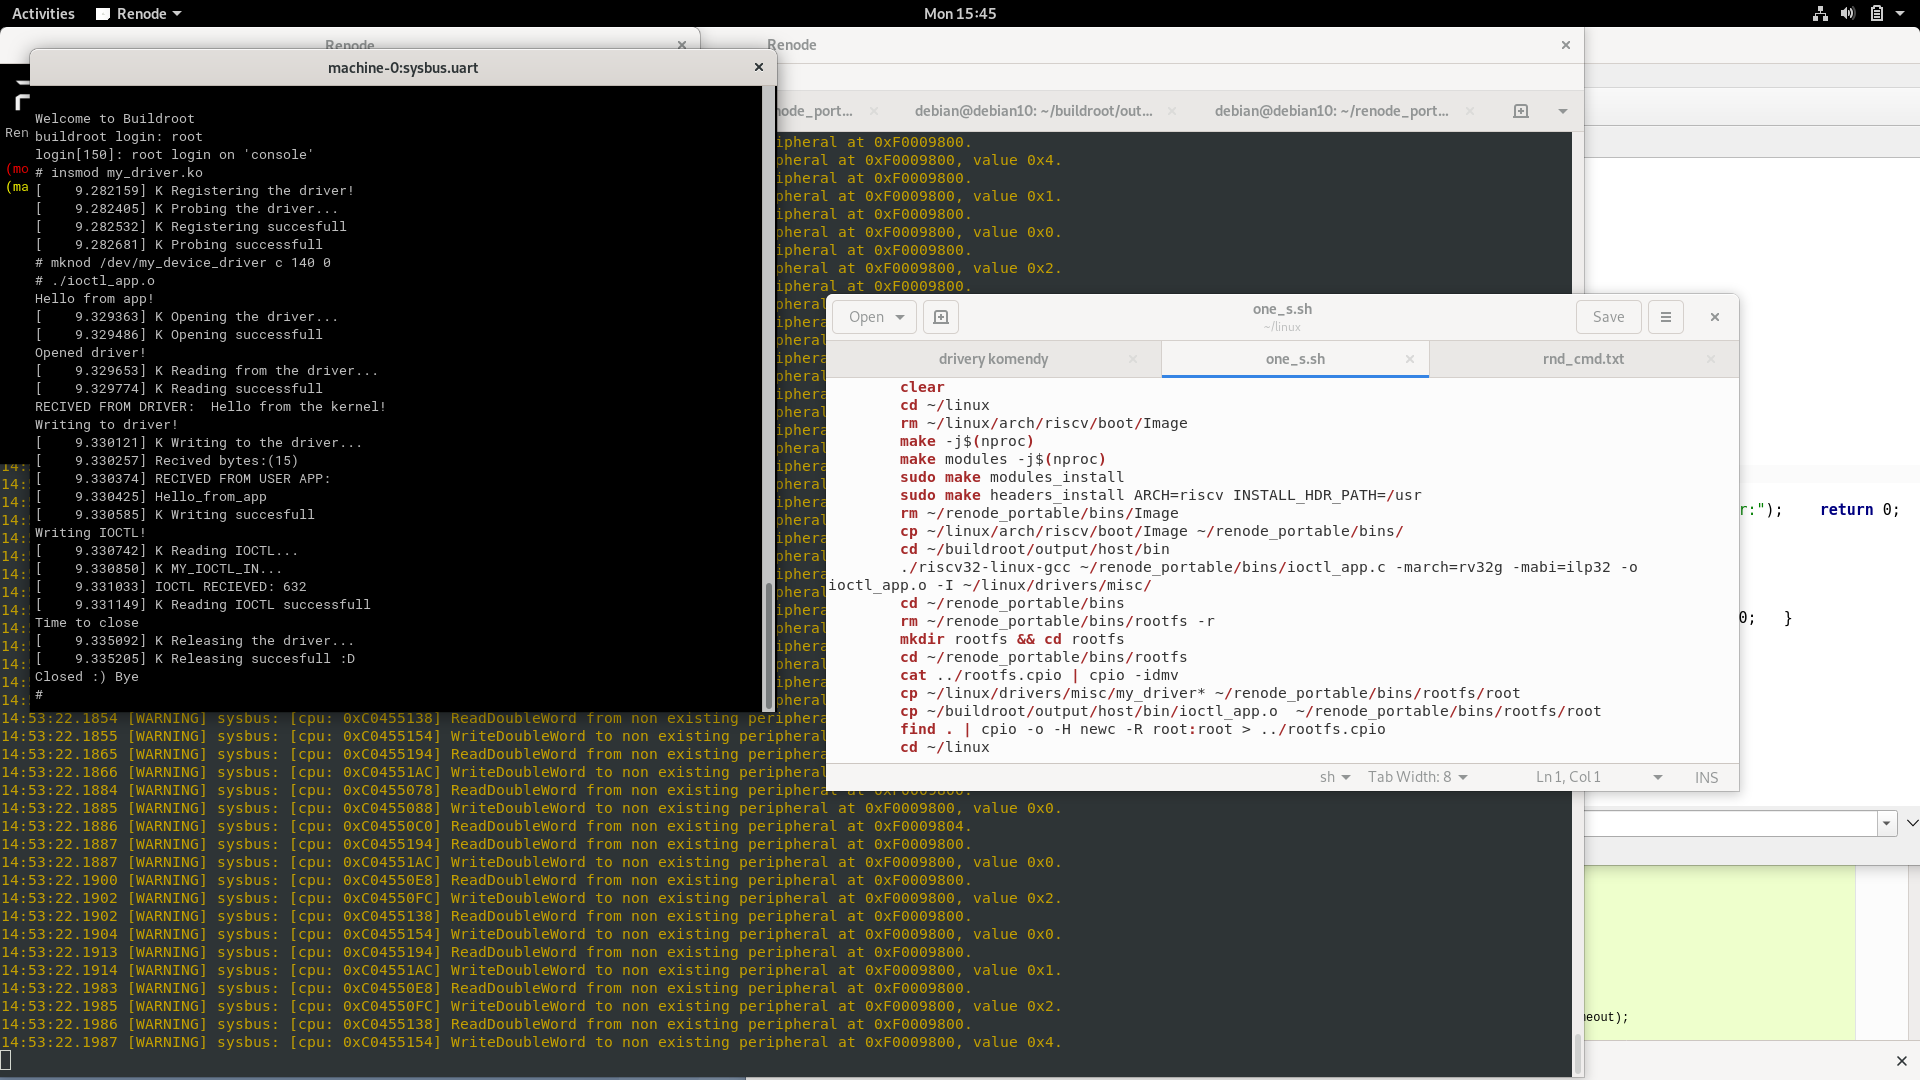 Activities
Renode
Mon 15:45
Renode
Renode
machine-0:sysbus.uart
Ren
(mo
(ma
Welcome to Buildroot
buildroot login: root
login[150]: root login on 'console'
# insmod my_driver.ko
[    9.282159] K Registering the driver!
[    9.282405] K Probing the driver...
[    9.282532] K Registering succesfull
[    9.282681] K Probing successfull
# mknod /dev/my_device_driver c 140 0
# ./ioctl_app.o
Hello from app!
[    9.329363] K Opening the driver...
[    9.329486] K Opening successfull
Opened driver!
[    9.329653] K Reading from the driver...
[    9.329774] K Reading successfull
RECIVED FROM DRIVER:  Hello from the kernel!
Writing to driver!
[    9.330121] K Writing to the driver...
[    9.330257] Recived bytes:(15)
[    9.330374] RECIVED FROM USER APP:
[    9.330425] Hello_from_app
[    9.330585] K Writing succesfull
Writing IOCTL!
[    9.330742] K Reading IOCTL...
[    9.330850] K MY_IOCTL_IN...
[    9.331033] IOCTL RECIEVED: 632
[    9.331149] K Reading IOCTL successfull
Time to close
[    9.335092] K Releasing the driver...
[    9.335205] K Releasing succesfull :D
Closed :) Bye
#
node_port...
debian@debian10: ~/buildroot/out...
debian@debian10: ~/renode_port...
ipheral at 0xF0009800.
ipheral at 0xF0009800, value 0x4.
ipheral at 0xF0009800.
ipheral at 0xF0009800, value 0x1.
ipheral at 0xF0009800.
ipheral at 0xF0009800, value 0x0.
ipheral at 0xF0009800.
ipheral at 0xF0009800, value 0x2.
ipheral at 0xF0009800.
14:53:22.1854 [WARNING] sysbus: [cpu: 0xC0455138] ReadDoubleWord from non existing periphera
14:53:22.1855 [WARNING] sysbus: [cpu: 0xC0455154] WriteDoubleWord to non existing periphera
14:53:22.1865 [WARNING] sysbus: [cpu: 0xC0455194] ReadDoubleWord from non existing periphera
14:53:22.1866 [WARNING] sysbus: [cpu: 0xC04551AC] WriteDoubleWord to non existing periphera
14:53:22.1884 [WARNING] sysbus: [cpu: 0xC0455078] ReadDoubleWord from non existing peripheral at 0xF0009800.
14:53:22.1885 [WARNING] sysbus: [cpu: 0xC0455088] WriteDoubleWord to non existing peripheral at 0xF0009800, value 0x0.
14:53:22.1886 [WARNING] sysbus: [cpu: 0xC04550C0] ReadDoubleWord from non existing peripheral at 0xF0009804.
14:53:22.1887 [WARNING] sysbus: [cpu: 0xC0455194] ReadDoubleWord from non existing peripheral at 0xF0009800.
14:53:22.1887 [WARNING] sysbus: [cpu: 0xC04551AC] WriteDoubleWord to non existing peripheral at 0xF0009800, value 0x0.
14:53:22.1900 [WARNING] sysbus: [cpu: 0xC04550E8] ReadDoubleWord from non existing peripheral at 0xF0009800.
14:53:22.1902 [WARNING] sysbus: [cpu: 0xC04550FC] WriteDoubleWord to non existing peripheral at 0xF0009800, value 0x2.
14:53:22.1902 [WARNING] sysbus: [cpu: 0xC0455138] ReadDoubleWord from non existing peripheral at 0xF0009800.
14:53:22.1904 [WARNING] sysbus: [cpu: 0xC0455154] WriteDoubleWord to non existing peripheral at 0xF0009800, value 0x0.
14:53:22.1913 [WARNING] sysbus: [cpu: 0xC0455194] ReadDoubleWord from non existing peripheral at 0xF0009800.
14:53:22.1914 [WARNING] sysbus: [cpu: 0xC04551AC] WriteDoubleWord to non existing peripheral at 0xF0009800, value 0x1.
14:53:22.1983 [WARNING] sysbus: [cpu: 0xC04550E8] ReadDoubleWord from non existing peripheral at 0xF0009800.
14:53:22.1985 [WARNING] sysbus: [cpu: 0xC04550FC] WriteDoubleWord to non existing peripheral at 0xF0009800, value 0x2.
14:53:22.1986 [WARNING] sysbus: [cpu: 0xC0455138] ReadDoubleWord from non existing peripheral at 0xF0009800.
14:53:22.1987 [WARNING] sysbus: [cpu: 0xC0455154] WriteDoubleWord to non existing peripheral at 0xF0009800, value 0x4.
Open
one_s.sh
~/linux
Save
drivery komendy
one_s.sh
rnd_cmd.txt
clear
cd ~/linux
rm ~/linux/arch/riscv/boot/Image
make -j$(nproc)
make modules -j$(nproc)
sudo make modules_install
sudo make headers_install ARCH=riscv INSTALL_HDR_PATH=/usr
rm ~/renode_portable/bins/Image
cp ~/linux/arch/riscv/boot/Image ~/renode_portable/bins/
cd ~/buildroot/output/host/bin
./riscv32-linux-gcc ~/renode_portable/bins/ioctl_app.c -march=rv32g -mabi=ilp32 -o
ioctl_app.o -I ~/linux/drivers/misc/
cd ~/renode_portable/bins
rm ~/renode_portable/bins/rootfs -r
mkdir rootfs && cd rootfs
cd ~/renode_portable/bins/rootfs
cat ../rootfs.cpio | cpio -idmv
cp ~/linux/drivers/misc/my_driver* ~/renode_portable/bins/rootfs/root
cp ~/buildroot/output/host/bin/ioctl_app.o  ~/renode_portable/bins/rootfs/root
find . | cpio -o -H newc -R root:root > ../rootfs.cpio
cd ~/linux
sh
Tab Width: 8
Ln 1, Col 1
INS
r:");    return 0;
0;   }
eout);